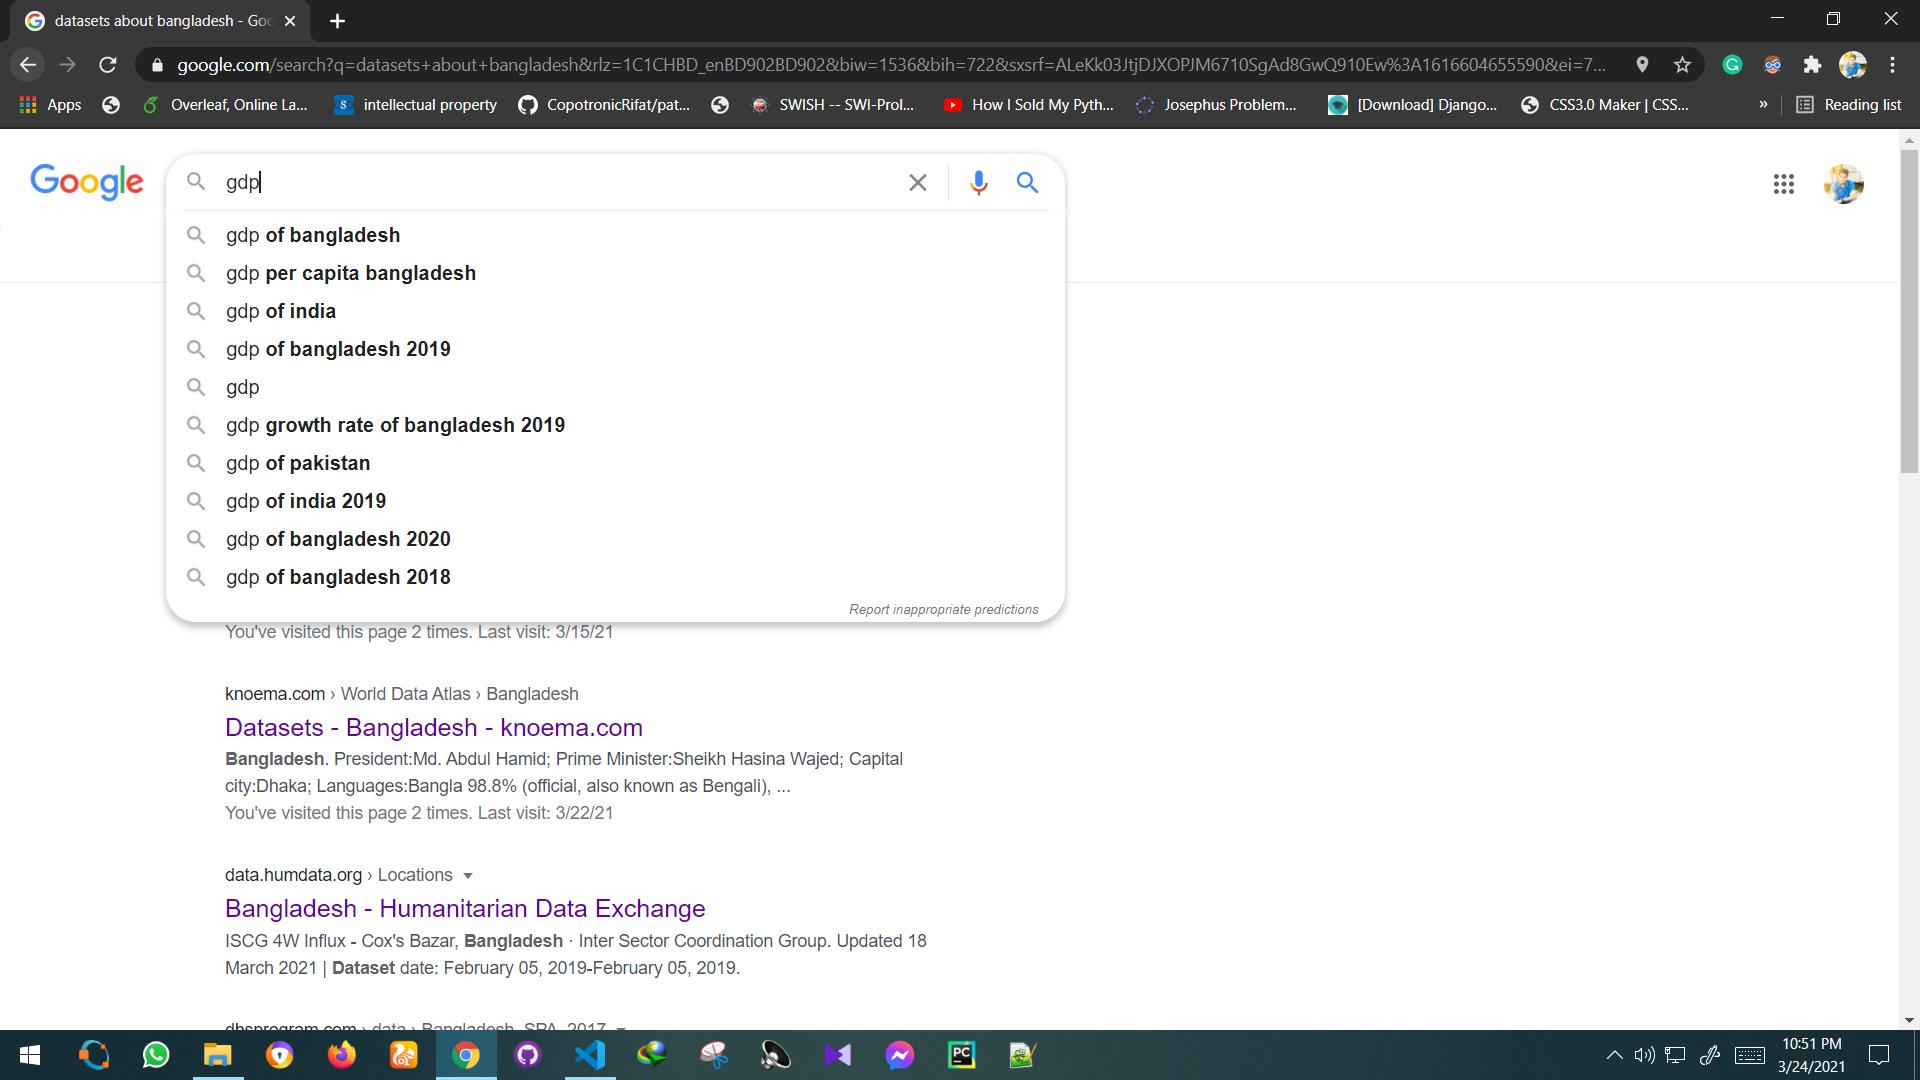 datasets about bangladesh - Goo
google.com/search?q=datasets+about+bangladesh&rlz=1C1CHBD_enBD902BD902&biw=1536&bih=722&sxsrf=ALeKk03JtjDJXOPJM6710SgAd8GwQ910Ew%3A1616604655590&ei=7...
Apps Overleaf, Online La... S intellectual property CopotronicRifat/pat... SWISH -- SWI-Prol... How I Sold My Pyth... Josephus Problem... [Download] Django... CSS3.0 Maker | CSS... » Reading list
Google gdp
gdp of bangladesh
gdp per capita bangladesh
gdp of india
gdp of bangladesh 2019
gdp
gdp growth rate of bangladesh 2019
gdp of pakistan
gdp of india 2019
gdp of bangladesh 2020
gdp of bangladesh 2018
Report inappropriate predictions
You've visited this page 2 times. Last visit: 3/15/21
knoema.com › World Data Atlas › Bangladesh
Datasets - Bangladesh - knoema.com
Bangladesh. President:Md. Abdul Hamid; Prime Minister:Sheikh Hasina Wajed; Capital
city:Dhaka; Languages:Bangla 98.8% (official, also known as Bengali), ...
You've visited this page 2 times. Last visit: 3/22/21
data.humdata.org › Locations
Bangladesh - Humanitarian Data Exchange
ISCG 4W Influx - Cox's Bazar, Bangladesh · Inter Sector Coordination Group. Updated 18
March 2021 | Dataset date: February 05, 2019-February 05, 2019.
dhsprogram.com › data › Bangladesh_SPA_2017
PC
10:51 PM
3/24/2021